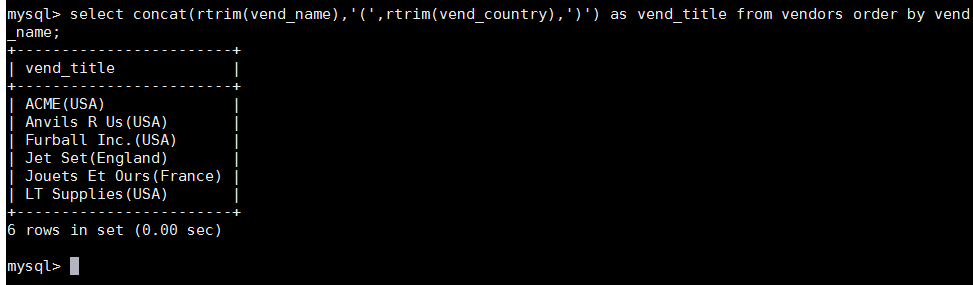 mysql> select concat(rtrim(vend_name),'(',rtrim(vend_country),')') as vend_title from vendors order by vend
_name;
+------------------------+
| vend_title             |
+------------------------+
| ACME(USA)              |
| Anvils R Us(USA)       |
| Furball Inc.(USA)      |
| Jet Set(England)       |
| Jouets Et Ours(France) |
| LT Supplies(USA)       |
+------------------------+
6 rows in set (0.00 sec)

mysql>